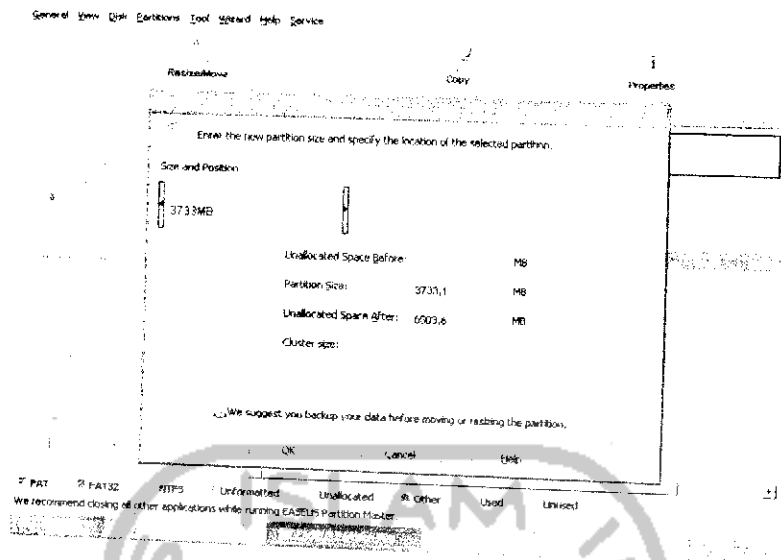 General View Disk Partitions Tool Wizard Help Service
Resize/Move Copy Properties
Enter the new partition size and specify the location of the selected partition.
Size and Position
3733MB
Unallocated Space Before: MB
Partition Size: 3733,1 MB
Unallocated Space After: 6503,6 MB
Cluster size:
We suggest you backup your data before moving or resizing the partition.
OK Cancel Help
FAT FAT32 NTFS Unformatted Unallocated Other Used Unused
We recommend closing all other applications while running EASEUS Partition Master
ISLAM